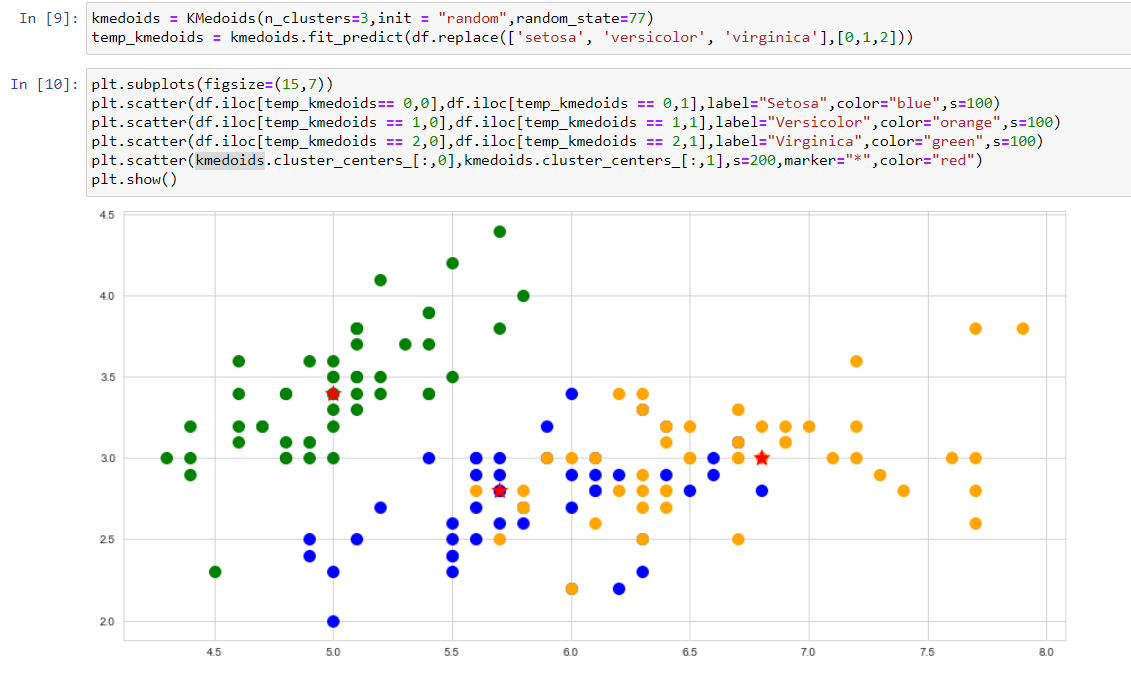 In [9]: kmedoids = KMedoids(n_clusters=3,init = "random",random_state=77)
temp_kmedoids = kmedoids.fit_predict(df.replace(['setosa', 'versicolor', 'virginica'],[0,1,2]))
In [10]: plt.subplots(figsize=(15,7))
plt.scatter(df.iloc[temp_kmedoids== 0,0],df.iloc[temp_kmedoids == 0,1],label="Setosa",color="blue",s=100)
plt.scatter(df.iloc[temp_kmedoids == 1,0],df.iloc[temp_kmedoids == 1,1],label="Versicolor",color="orange",s=100)
plt.scatter(df.iloc[temp_kmedoids == 2,0],df.iloc[temp_kmedoids == 2,1],label="Virginica",color="green",s=100)
plt.scatter(kmedoids.cluster_centers_[:,0],kmedoids.cluster_centers_[:,1],s=200,marker="*",color="red")
plt.show()
4.5
4.0
3.5
3.0
2.5
2.0
4.5 5.0 5.5 6.0 6.5 7.0 7.5 8.0